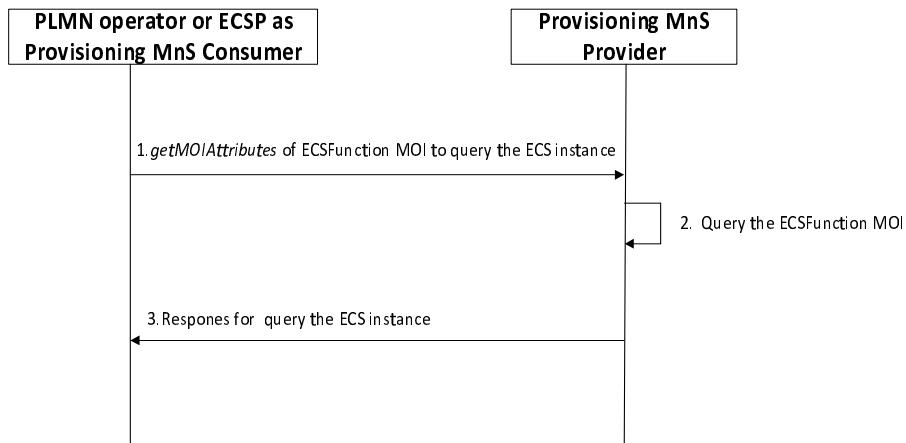 PLMN operator or ECSP as
Provisioning MnS Consumer
Provisioning MnS
Provider
1. getMOIAttributes of ECSFunction MOI to query the ECS instance
2. Query the ECSFunction MOI
3. Respones for query the ECS instance